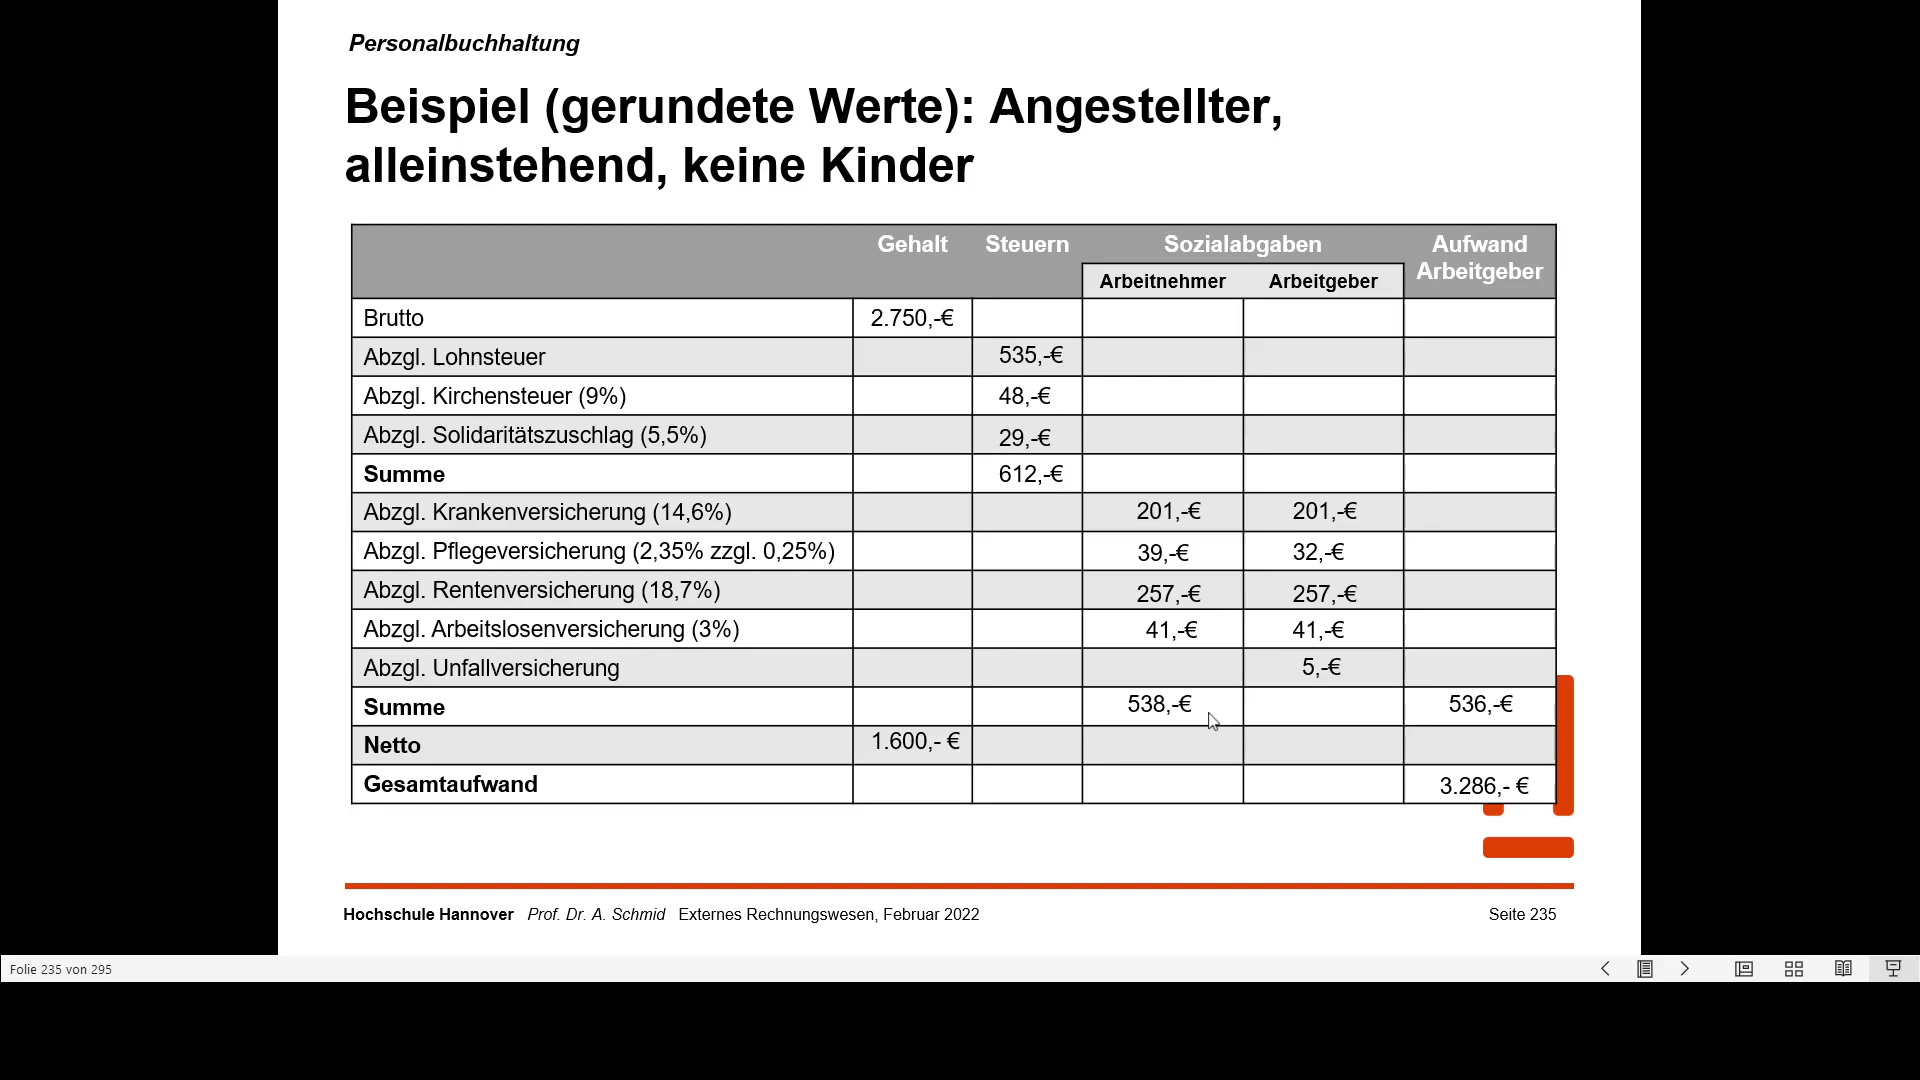 Personalbuchhaltung
Beispiel (gerundete Werte): Angestellter,
alleinstehend, keine Kinder
Gehalt Steuern Sozialabgaben Aufwand
Arbeitgeber
Arbeitnehmer Arbeitgeber
Brutto 2.750,-€
Abzgl. Lohnsteuer 535,-€
Abzgl. Kirchensteuer (9%) 48,-€
Abzgl. Solidaritätszuschlag (5,5%) 29,-€
Summe 612,-€
Abzgl. Krankenversicherung (14,6%) 201,-€ 201,-€
Abzgl. Pflegeversicherung (2,35% zzgl. 0,25%) 39,-€ 32,-€
Abzgl. Rentenversicherung (18,7%) 257,-€ 257,-€
Abzgl. Arbeitslosenversicherung (3%) 41,-€ 41,-€
Abzgl. Unfallversicherung 5,-€
Summe 538,-€ 536,-€
Netto 1.600,- €
Gesamtaufwand 3.286,- €
Hochschule Hannover Prof. Dr. A. Schmid Externes Rechnungswesen, Februar 2022 Seite 235
Folie 235 von 295